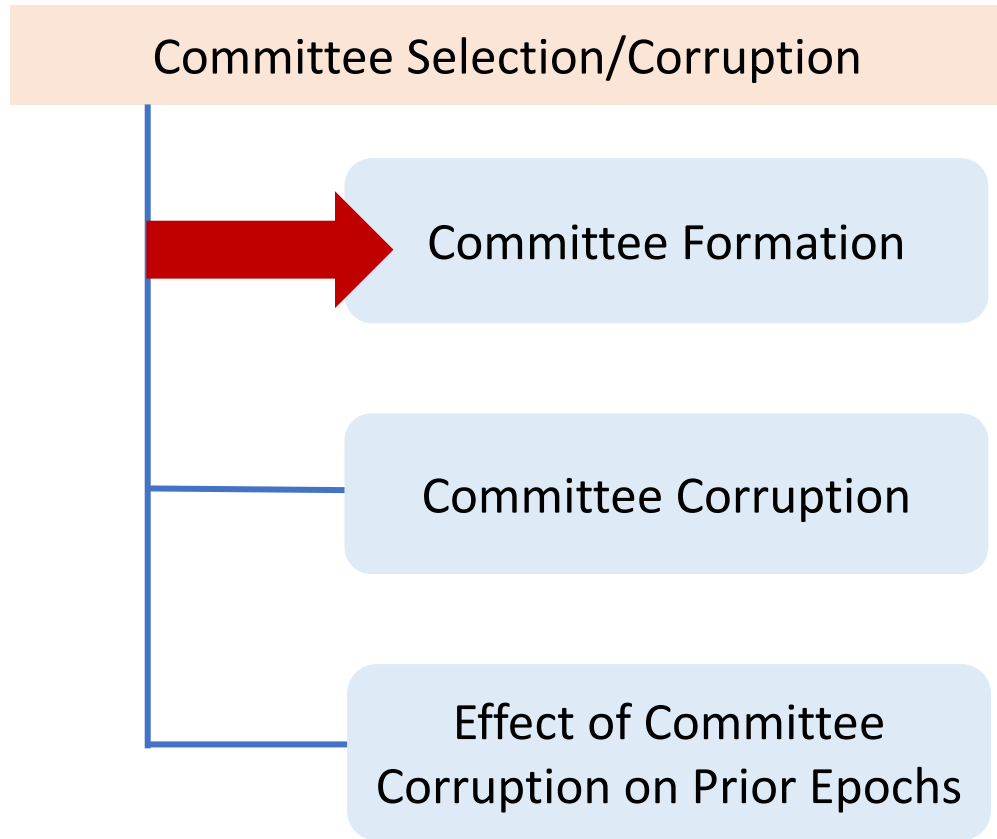 Committee Selection/Corruption
Committee Formation
Committee Corruption
Effect of Committee
Corruption on Prior Epochs